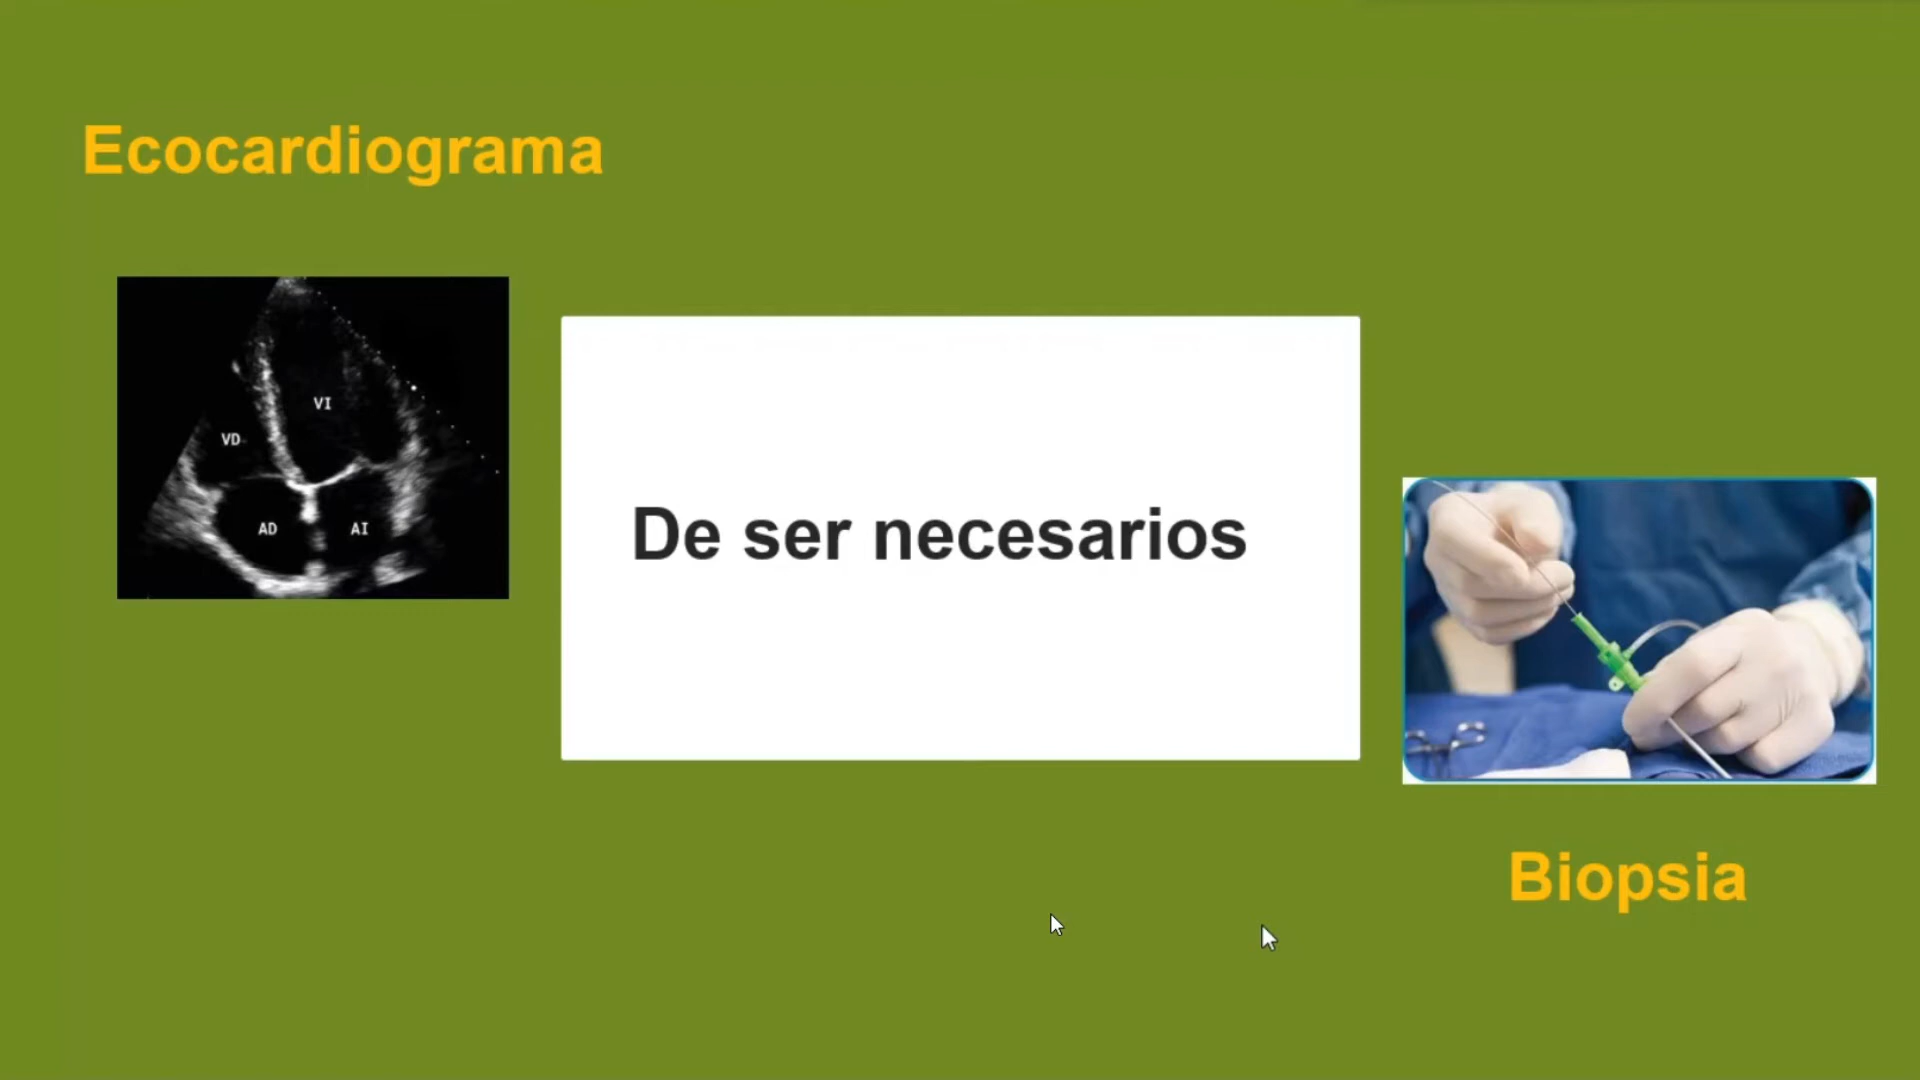 Ecocardiograma
VI
VD
AD AI
De ser necesarios
Biopsia